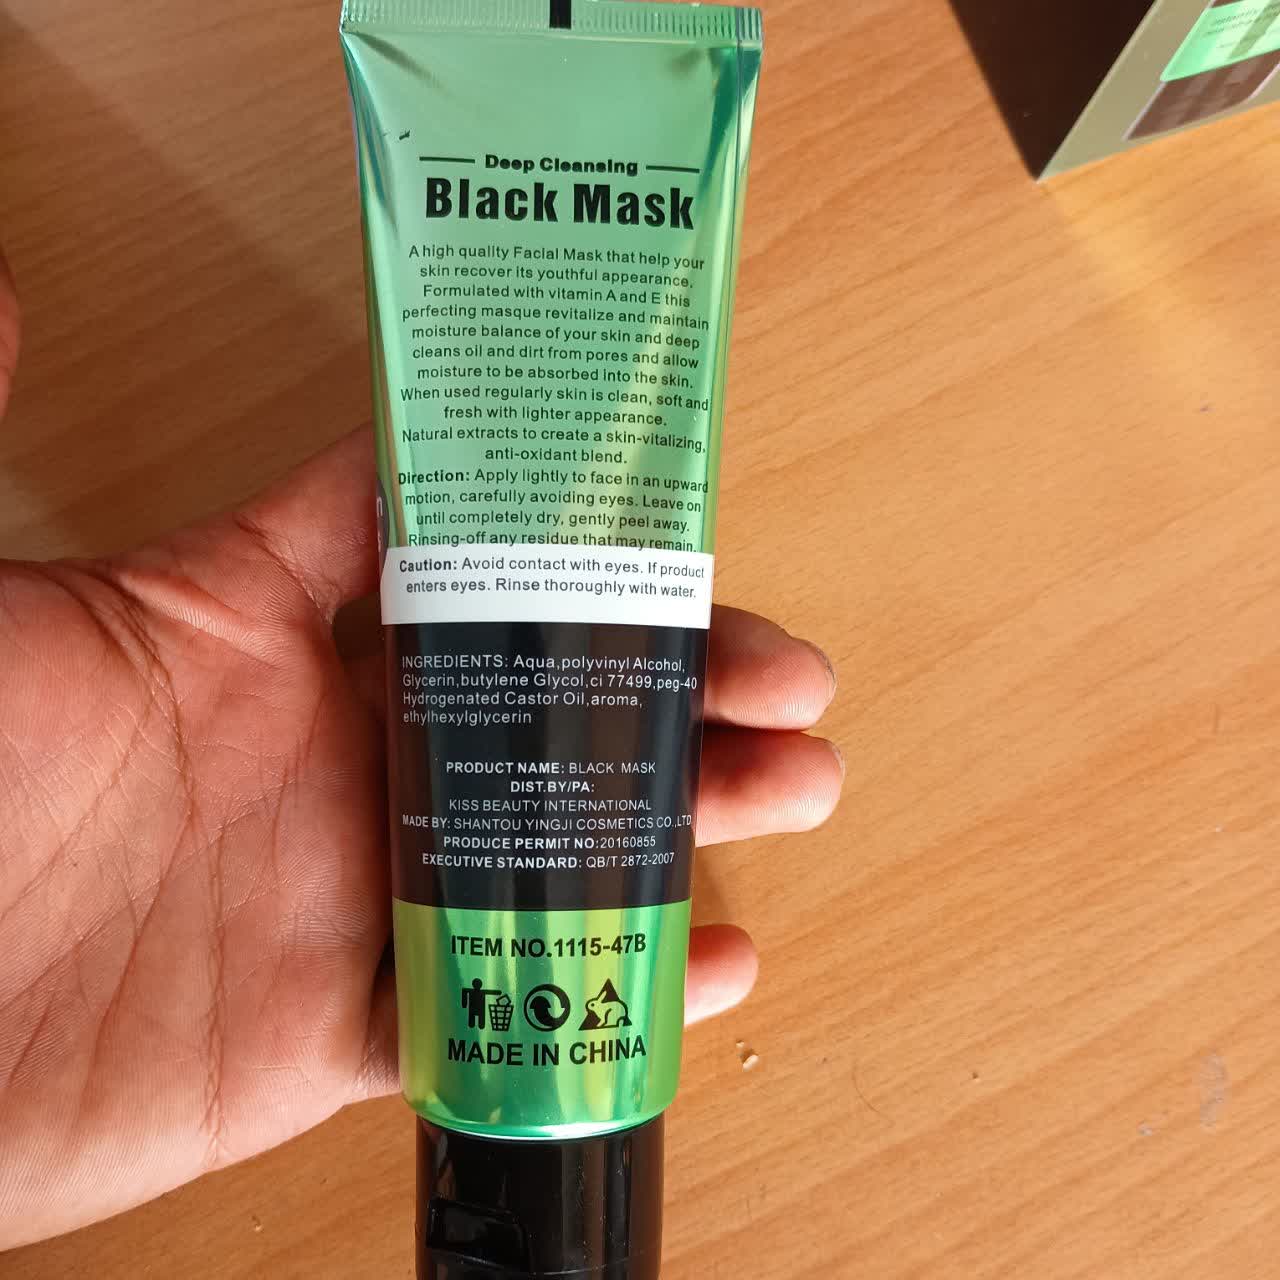 Deep Cleansing
Black Mask
A high quality Facial Mask that help your
skin recover its youthful appearance.
Formulated with vitamin A and E this
perfecting masque revitalize and maintain
moisture balance of your skin and deep
cleans oil and dirt from pores and allow
moisture to be absorbed into the skin.
When used regularly skin is clean, soft and
fresh with lighter appearance.
Natural extracts to create a skin-vitalizing,
anti-oxidant blend.
Direction: Apply lightly to face in an upward
motion, carefully avoiding eyes. Leave on
until completely dry, gently peel away.
Rinsing-off any residue that may remain.
Caution: Avoid contact with eyes. If product
enters eyes. Rinse thoroughly with water.
INGREDIENTS: Aqua,polyvinyl Alcohol,
Glycerin,butylene Glycol,ci 77499,peg-40
Hydrogenated Castor Oil,aroma,
ethylhexylglycerin
PRODUCT NAME: BLACK MASK
DIST.BY/PA:
KISS BEAUTY INTERNATIONAL
MADE BY: SHANTOU YINGJI COSMETICS CO.,LTD.
PRODUCE PERMIT NO:20160855
EXECUTIVE STANDARD: QB/T 2872-2007
ITEM NO.1115-47B
MADE IN CHINA